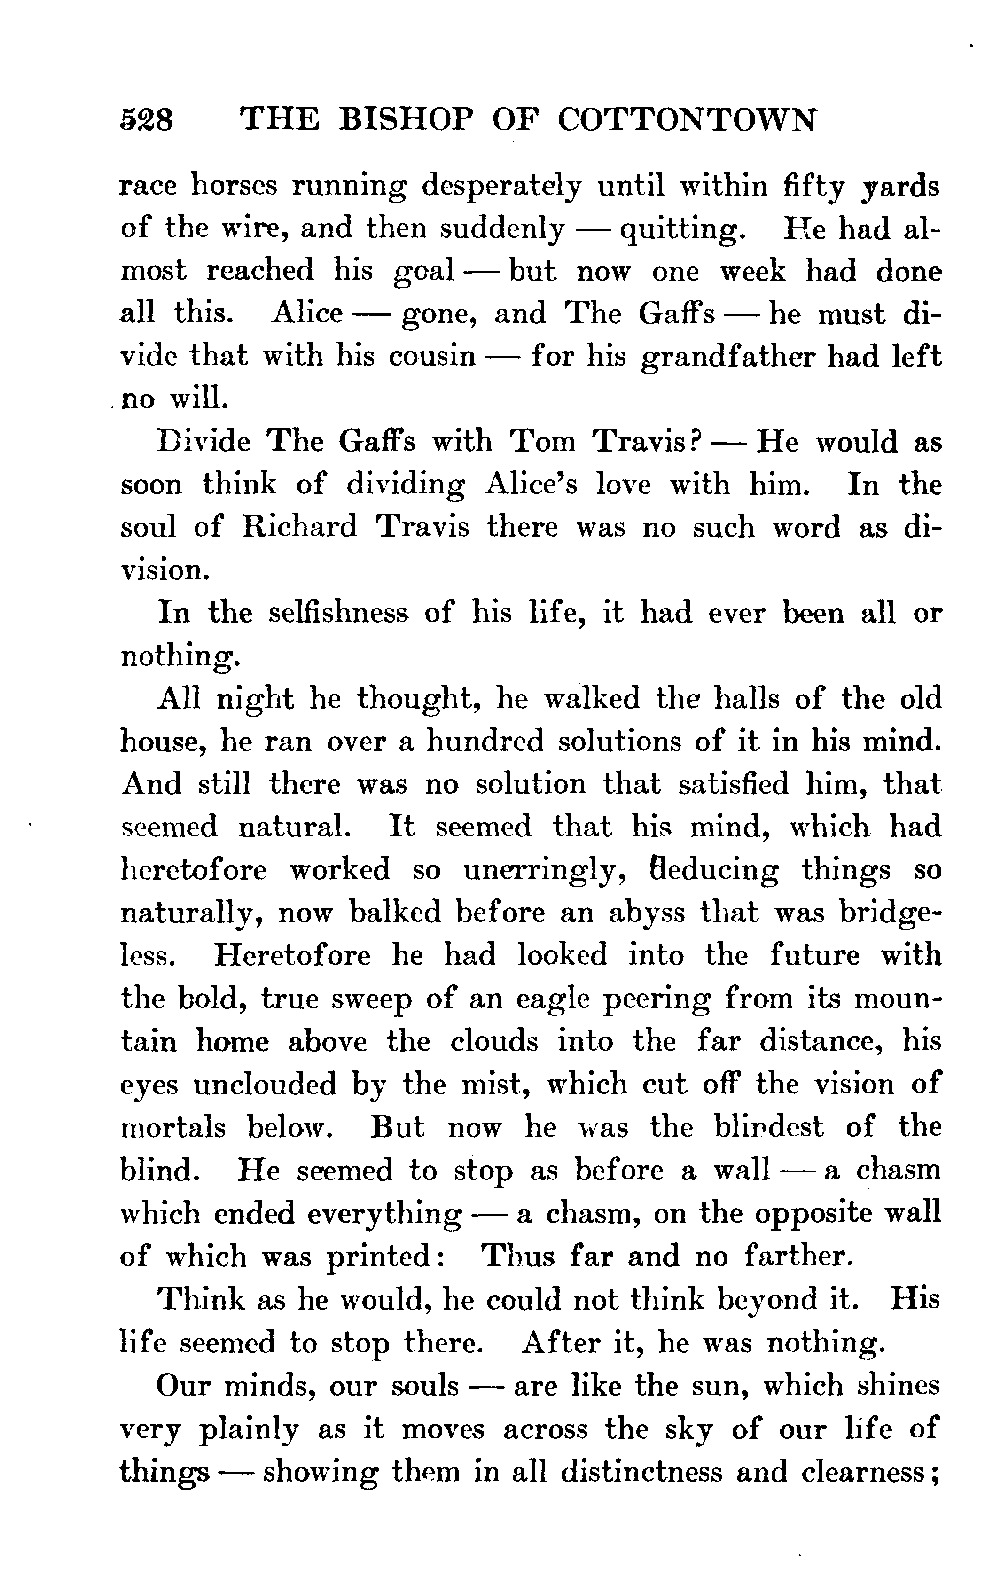 528 THE BISHOP OF COTTONTOWN
race horses running desperately until within fifty yards
of the wire, and then suddenly — quitting. He had al-
most reached his goal — but now one week had done
all this. Alice — gone, and The Gaffs — he must di-
vide that with his cousin — for his grandfather had left
no will.
Divide The Gaffs with Tom Travis? — He would as
soon think of dividing Alice's love with him. In the
soul of Richard Travis there was no such word as di-
vision.
In the selfishness of his life, it had ever been all or
nothing.
All night he thought, he walked the halls of the old
house, he ran over a hundred solutions of it in his mind.
And still there was no solution that satisfied him, that
seemed natural. It seemed that his mind, which had
heretofore worked so unerringly, deducing things so
naturally, now balked before an abyss that was bridge-
less. Heretofore he had looked into the future with
the bold, true sweep of an eagle peering from its moun-
tain home above the clouds into the far distance, his
eyes unclouded by the mist, which cut off the vision of
mortals below. But now he was the blindest of the
blind. He seemed to stop as before a wall — a chasm
which ended everything — a chasm, on the opposite wall
of which was printed: Thus far and no farther.
Think as he would, he could not think beyond it. His
life seemed to stop there. After it, he was nothing.
Our minds, our souls — are like the sun, which shines
very plainly as it moves across the sky of our life of
things — showing them in all distinctness and clearness;